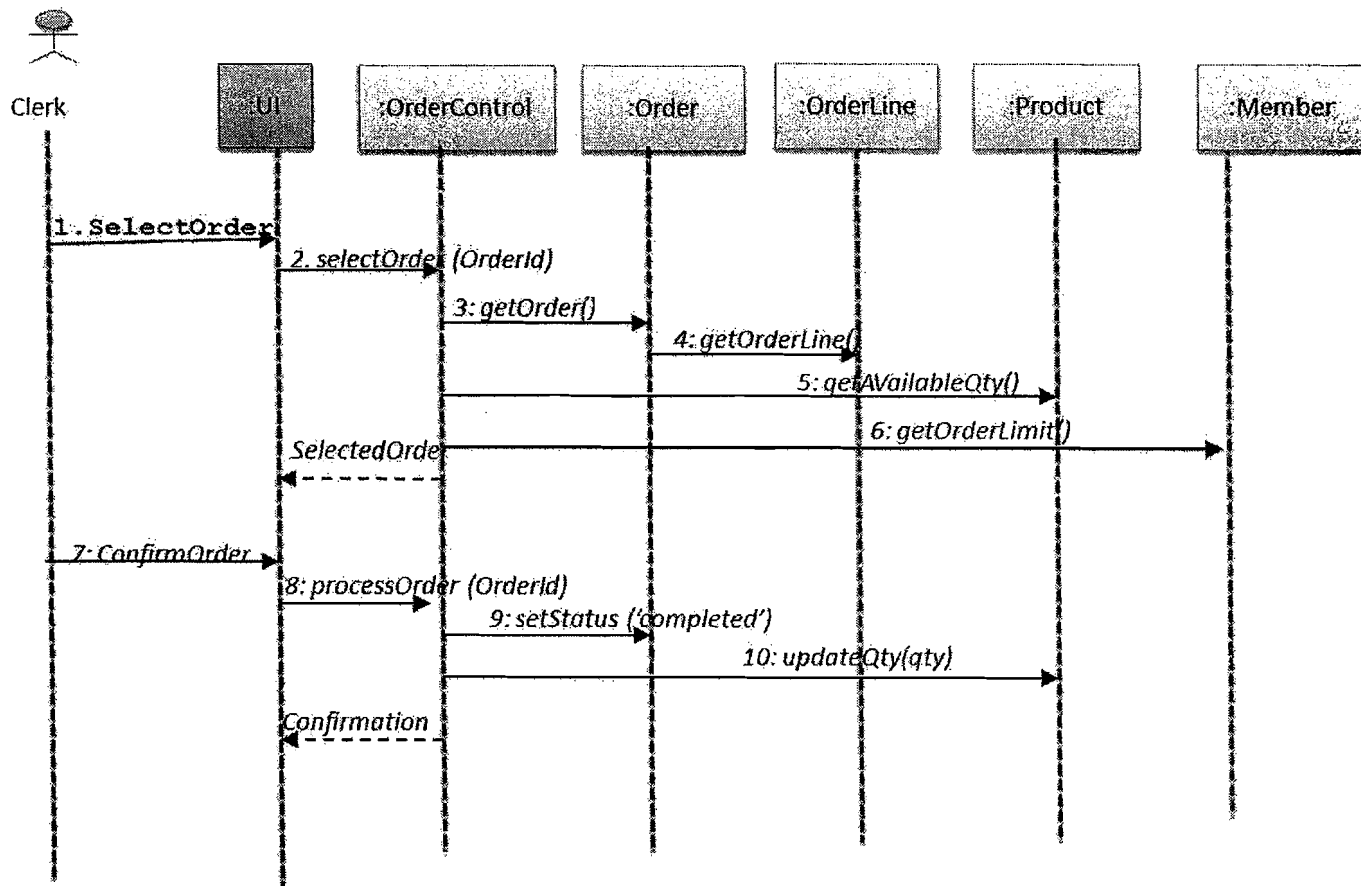 Clerk
:UI
:OrderControl
:Order
:OrderLine
:Product
:Member
1. SelectOrder
2. selectOrder (OrderId)
3: getOrder()
4: getOrderLine()
5: getAVailableQty()
6: getOrderLimit()
SelectedOrder
7: ConfirmOrder
8: processOrder (OrderId)
9: setStatus ('completed')
10: updateQty(qty)
Confirmation